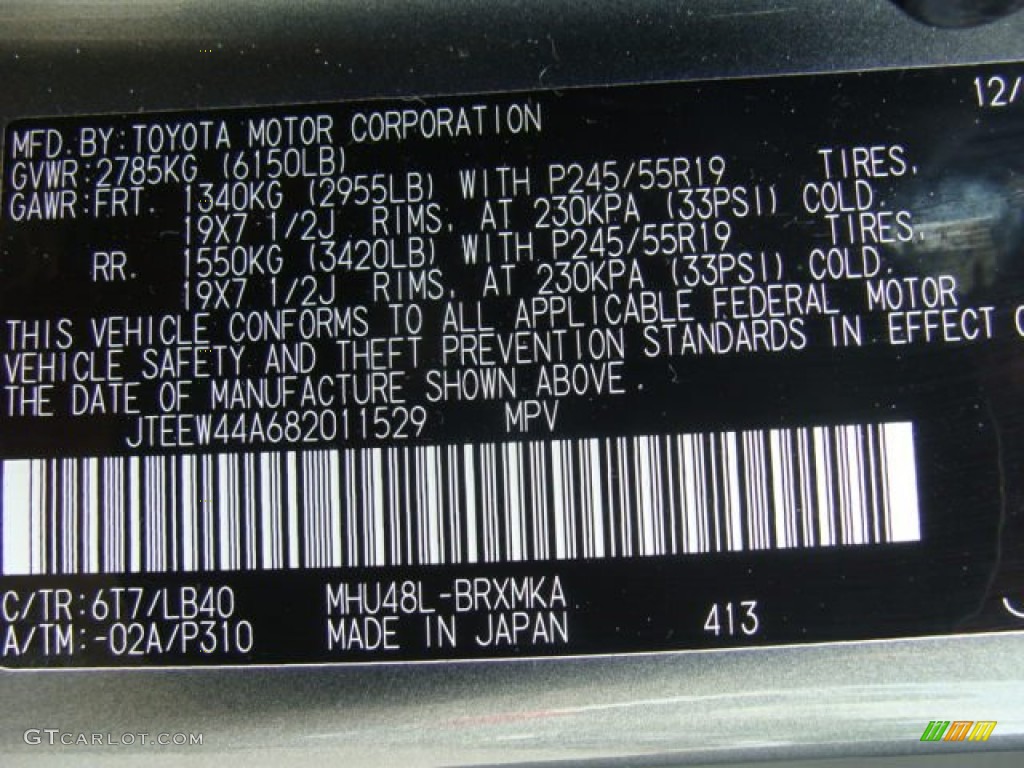 12/
MFD.BY:TOYOTA MOTOR CORPORATION
GVWR:2785KG (6150LB)
GAWR:FRT. 1340KG (2955LB) WITH P245/55R19 TIRES,
19X7 1/2J RIMS, AT 230KPA (33PSI) COLD.
RR. 1550KG (3420LB) WITH P245/55R19 TIRES,
19X7 1/2J RIMS, AT 230KPA (33PSI) COLD.
THIS VEHICLE CONFORMS TO ALL APPLICABLE FEDERAL MOTOR
VEHICLE SAFETY AND THEFT PREVENTION STANDARDS IN EFFECT
THE DATE OF MANUFACTURE SHOWN ABOVE.
JTEEW44A682011529 MPV
C/TR:6T7/LB40 MHU48L-BRXMKA
A/TM:-02A/P310 MADE IN JAPAN 413
GTCARLOT.COM